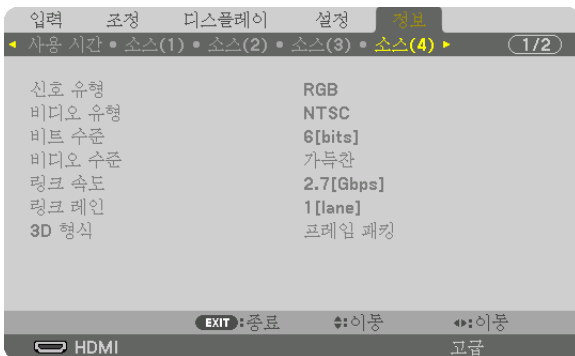 입력 조정 디스플레이 설정 정보
◂ 사용 시간 • 소스(1) • 소스(2) • 소스(3) • 소스(4) ▸ 1/2
신호 유형 RGB
비디오 유형 NTSC
비트 수준 6[bits]
비디오 수준 가득찬
링크 속도 2.7[Gbps]
링크 레인 1[lane]
3D 형식 프레임 패킹
EXIT :종료 :이동 :이동
HDMI 고급